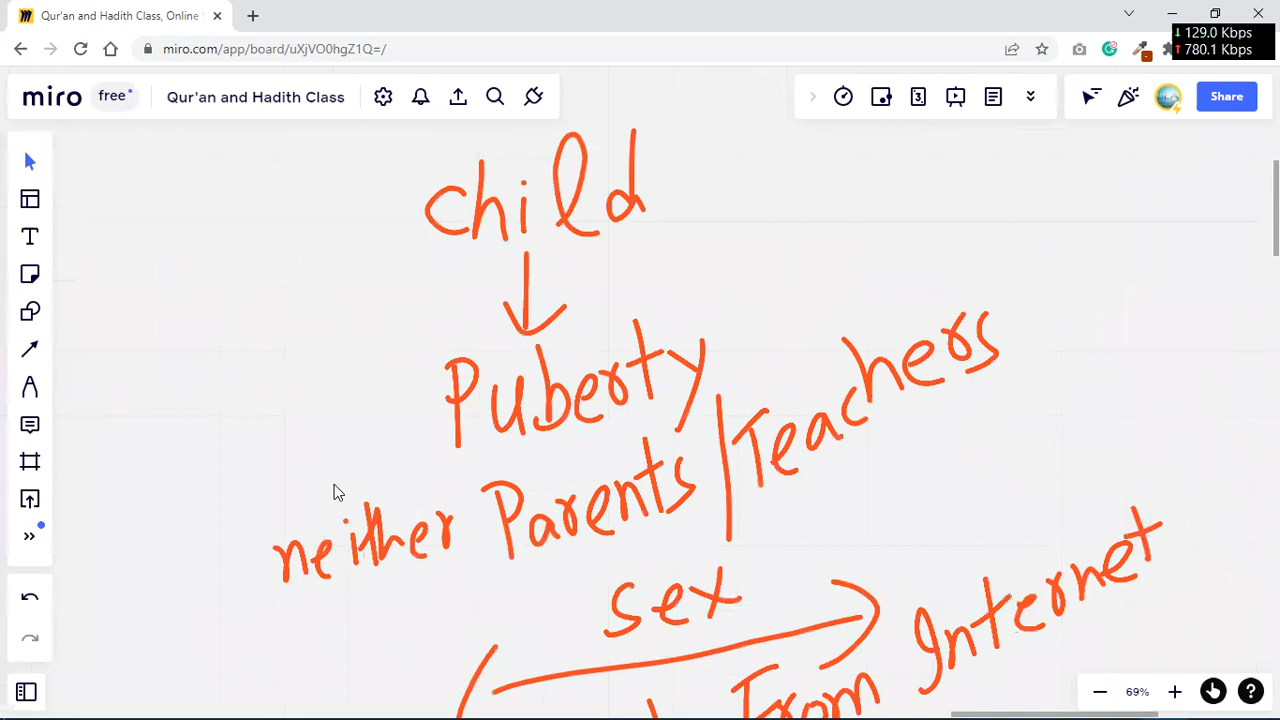 Qur'an and Hadith Class, Online
miro.com/app/board/uXjVO0hgZ1Q=/
129.0 Kbps
780.1 Kbps
miro free Qur'an and Hadith Class
Share
child
Puberty
neither Parents/Teachers
sex
From Internet
69%